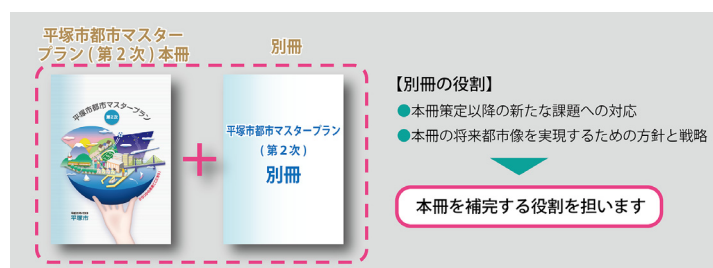 平塚市都市マスター
プラン(第2次)本冊
別冊
平塚市都市マスタープラン
第2次
平塚市
平塚市都市マスタープラン
(第2次)
別冊
【別冊の役割】
●本冊策定以降の新たな課題への対応
●本冊の将来都市像を実現するための方針と戦略
本冊を補完する役割を担います